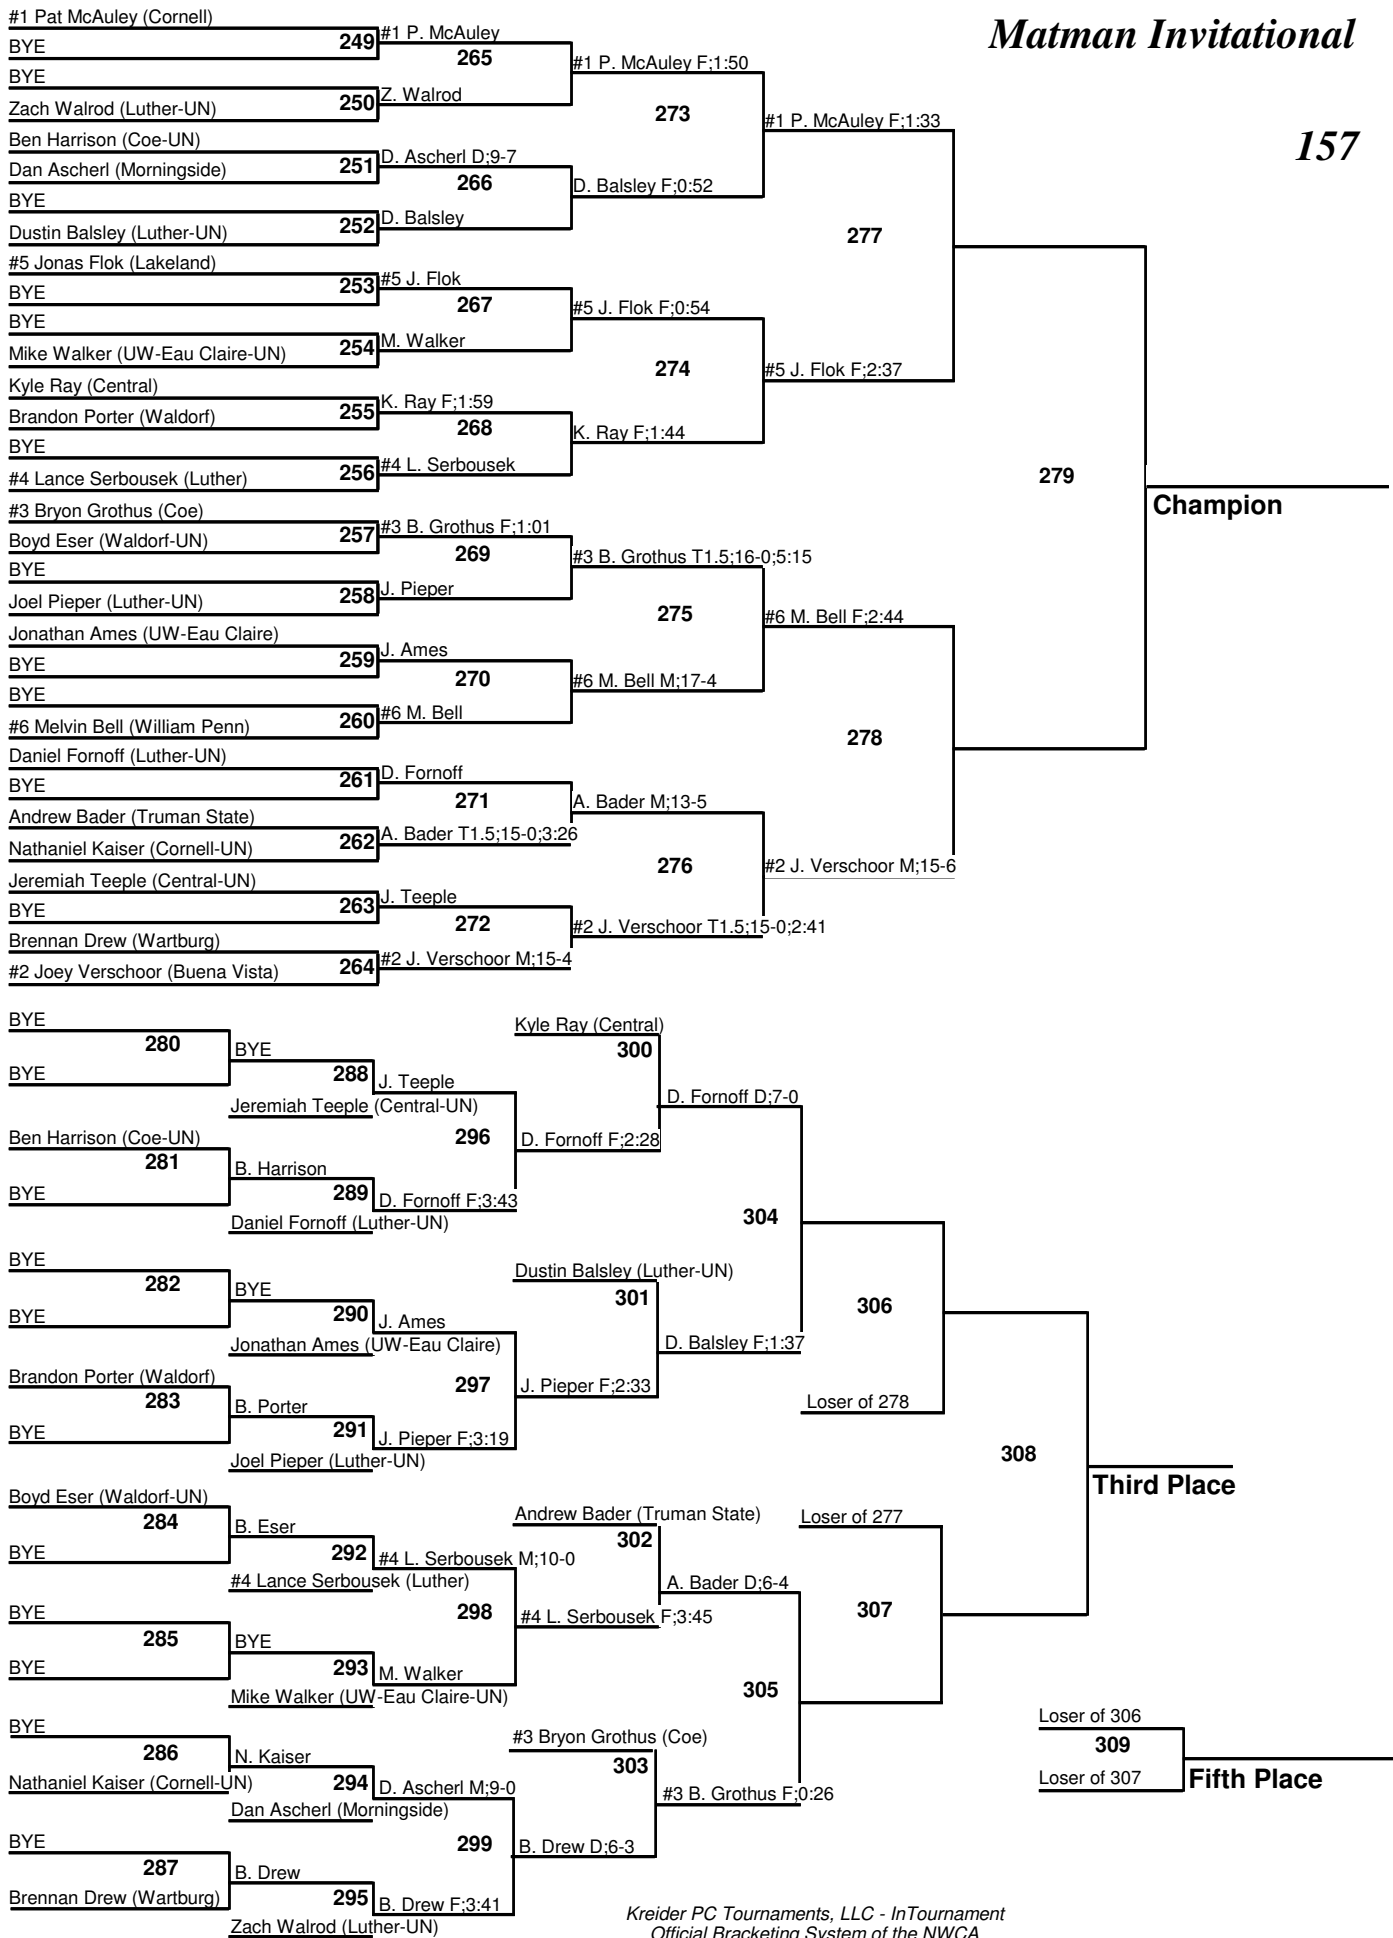 Matman Invitational
157
#1 Pat McAuley (Cornell)
BYE
249
#1 P. McAuley
265
BYE
Zach Walrod (Luther-UN)
250
Z. Walrod
#1 P. McAuley F;1:50
273
Ben Harrison (Coe-UN)
Dan Ascherl (Morningside)
251
D. Ascherl D;9-7
266
BYE
Dustin Balsley (Luther-UN)
252
D. Balsley
D. Balsley F;0:52
#1 P. McAuley F;1:33
277
#5 Jonas Flok (Lakeland)
BYE
253
#5 J. Flok
267
BYE
Mike Walker (UW-Eau Claire-UN)
254
M. Walker
#5 J. Flok F;0:54
274
Kyle Ray (Central)
Brandon Porter (Waldorf)
255
K. Ray F;1:59
268
BYE
#4 Lance Serbousek (Luther)
256
#4 L. Serbousek
K. Ray F;1:44
#5 J. Flok F;2:37
279
Champion
#3 Bryon Grothus (Coe)
Boyd Eser (Waldorf-UN)
257
#3 B. Grothus F;1:01
269
BYE
Joel Pieper (Luther-UN)
258
J. Pieper
#3 B. Grothus T1.5;16-0;5:15
275
Jonathan Ames (UW-Eau Claire)
BYE
259
J. Ames
270
BYE
#6 Melvin Bell (William Penn)
260
#6 M. Bell
#6 M. Bell M;17-4
#6 M. Bell F;2:44
278
Daniel Fornoff (Luther-UN)
BYE
261
D. Fornoff
271
Andrew Bader (Truman State)
Nathaniel Kaiser (Cornell-UN)
262
A. Bader T1.5;15-0;3:26
A. Bader M;13-5
276
Jeremiah Teeple (Central-UN)
BYE
263
J. Teeple
272
Brennan Drew (Wartburg)
#2 Joey Verschoor (Buena Vista)
264
#2 J. Verschoor M;15-4
#2 J. Verschoor T1.5;15-0;2:41
#2 J. Verschoor M;15-6
BYE
280
BYE
BYE
288
Jeremiah Teeple (Central-UN)
J. Teeple
296
Ben Harrison (Coe-UN)
281
BYE
B. Harrison
289
Daniel Fornoff (Luther-UN)
D. Fornoff F;3:43
Kyle Ray (Central)
300
D. Fornoff F;2:28
D. Fornoff D;7-0
304
BYE
282
BYE
BYE
290
Jonathan Ames (UW-Eau Claire)
J. Ames
297
Brandon Porter (Waldorf)
283
BYE
B. Porter
291
Joel Pieper (Luther-UN)
J. Pieper F;3:19
Dustin Balsley (Luther-UN)
301
J. Pieper F;2:33
D. Balsley F;1:37
306
Loser of 278
308
Third Place
Boyd Eser (Waldorf-UN)
284
BYE
B. Eser
292
#4 Lance Serbousek (Luther)
#4 L. Serbousek M;10-0
298
BYE
285
BYE
BYE
293
Mike Walker (UW-Eau Claire-UN)
M. Walker
Andrew Bader (Truman State)
302
#4 L. Serbousek F;3:45
A. Bader D;6-4
Loser of 277
307
305
BYE
286
Nathaniel Kaiser (Cornell-UN)
N. Kaiser
294
Dan Ascherl (Morningside)
D. Ascherl M;9-0
299
BYE
287
Brennan Drew (Wartburg)
B. Drew
295
Zach Walrod (Luther-UN)
B. Drew F;3:41
#3 Bryon Grothus (Coe)
303
B. Drew D;6-3
#3 B. Grothus F;0:26
Loser of 306
309
Loser of 307
Fifth Place
Kreider PC Tournaments, LLC - InTournament
Official Bracketing System of the NWCA